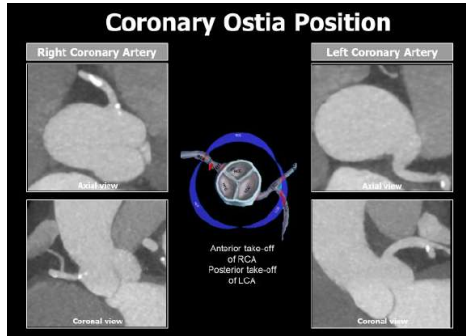 Coronary Ostia Position
Right Coronary Artery
Left Coronary Artery
Axial view
Axial view
Anterior take-off
of RCA
Posterior take-off
of LCA
Coronal view
Coronal view